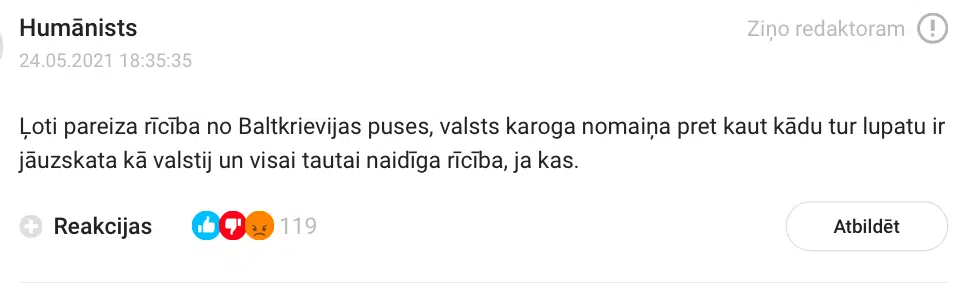 Humānists
Ziņo redaktoram
24.05.2021 18:35:35
Ļoti pareiza rīcība no Baltkrievijas puses, valsts karoga nomaiņa pret kaut kādu tur lupatu ir
jāuzskata kā valstij un visai tautai naidīga rīcība, ja kas.
Reakcijas
119
Atbildēt